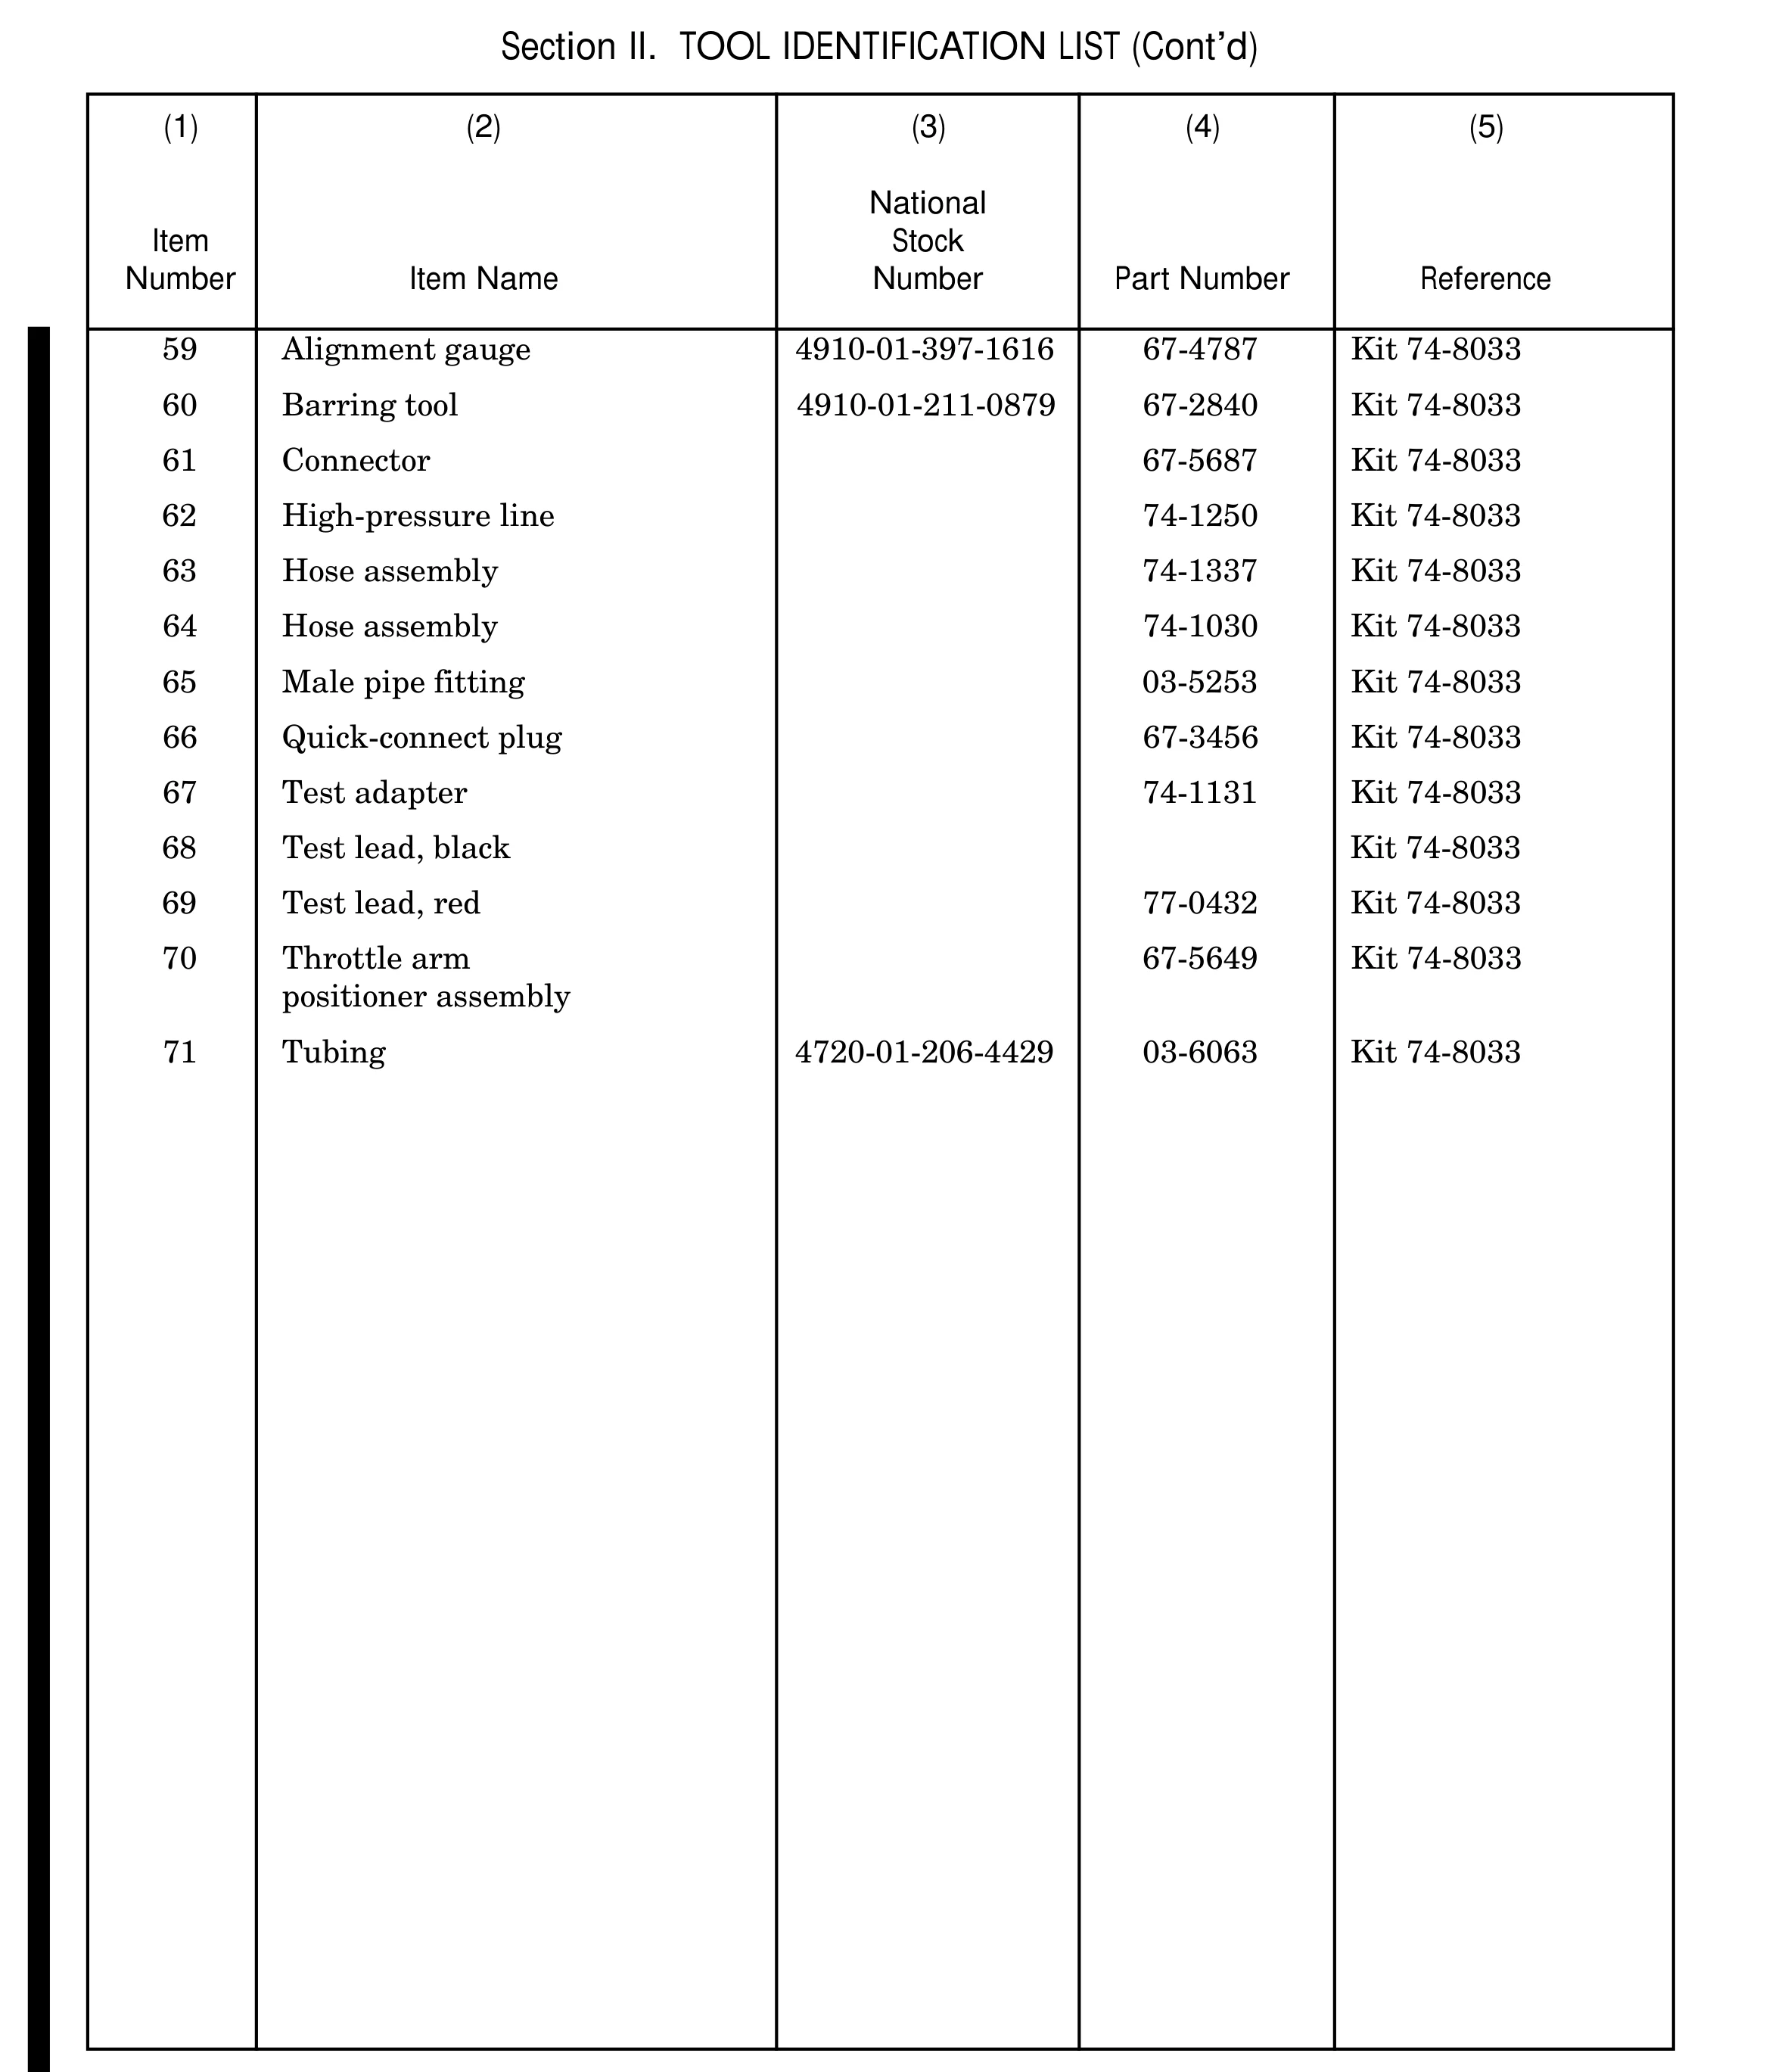 Section II. TOOL IDENTIFICATION LIST (Cont'd)
(1) (2) (3) (4) (5)
National
Item Stock
Number Item Name Number Part Number Reference
59 Alignment gauge 4910-01-397-1616 67-4787 Kit 74-8033
60 Barring tool 4910-01-211-0879 67-2840 Kit 74-8033
61 Connector 67-5687 Kit 74-8033
62 High-pressure line 74-1250 Kit 74-8033
63 Hose assembly 74-1337 Kit 74-8033
64 Hose assembly 74-1030 Kit 74-8033
65 Male pipe fitting 03-5253 Kit 74-8033
66 Quick-connect plug 67-3456 Kit 74-8033
67 Test adapter 74-1131 Kit 74-8033
68 Test lead, black Kit 74-8033
69 Test lead, red 77-0432 Kit 74-8033
70 Throttle arm 67-5649 Kit 74-8033
positioner assembly
71 Tubing 4720-01-206-4429 03-6063 Kit 74-8033